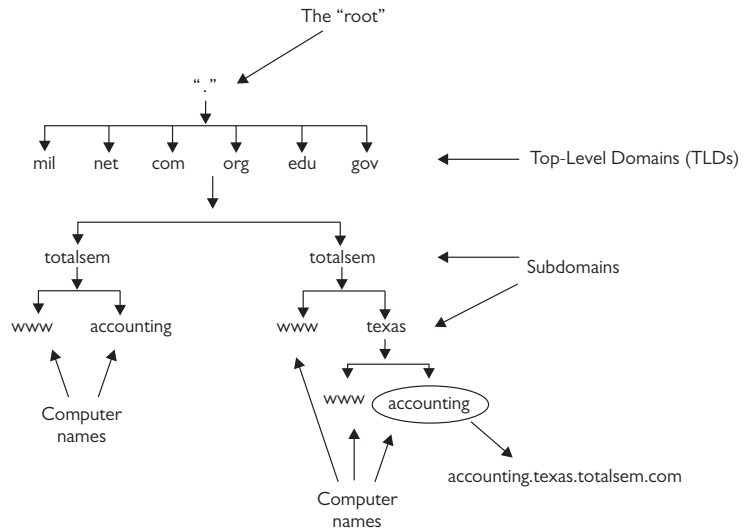 The “root”
“.”
mil net com org edu gov
Top-Level Domains (TLDs)
totalsem totalsem
Subdomains
www accounting www texas
www accounting
Computer
names
accounting.texas.totalsem.com
Computer
names